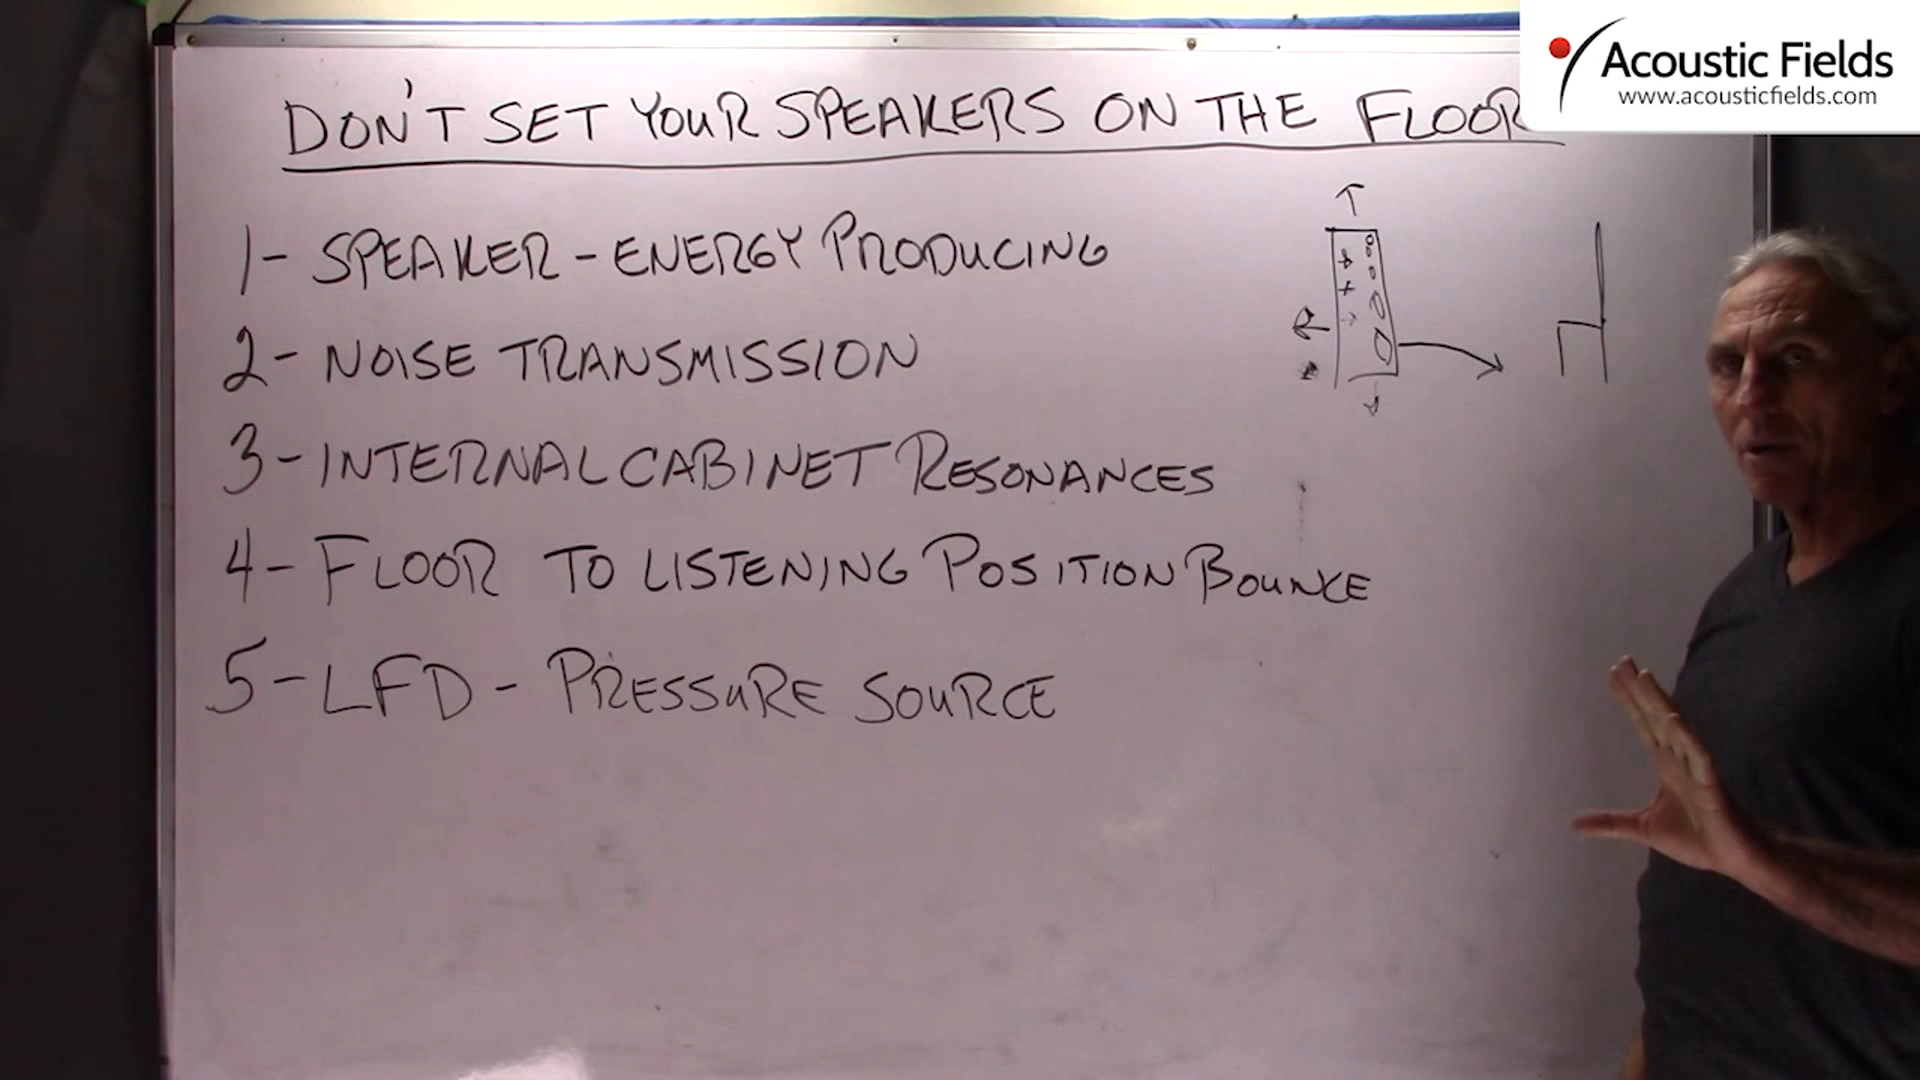 Acoustic Fields
www.acousticfields.com
DON'T SET YOUR SPEAKERS ON THE FLOOR
1- SPEAKER - ENERGY PRODUCING
2- NOISE TRANSMISSION
3- INTERNAL CABINET RESONANCES
4- FLOOR TO LISTENING POSITION BOUNCE
5- LFD - PRESSURE SOURCE